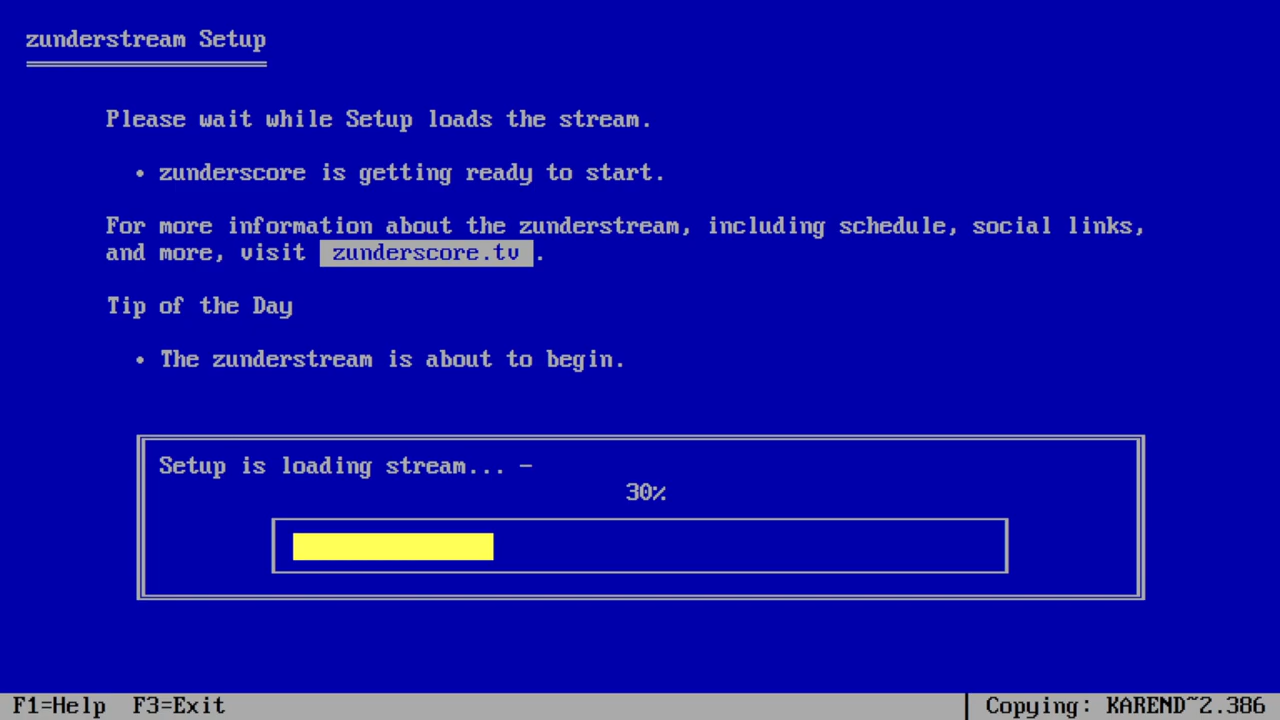 zunderstream Setup
Please wait while Setup loads the stream.
• zunderscore is getting ready to start.
For more information about the zunderstream, including schedule, social links,
and more, visit zunderscore.tv .
Tip of the Day
• The zunderstream is about to begin.
Setup is loading stream... –
30%
F1=Help F3=Exit | Copying: KAREND~2.386